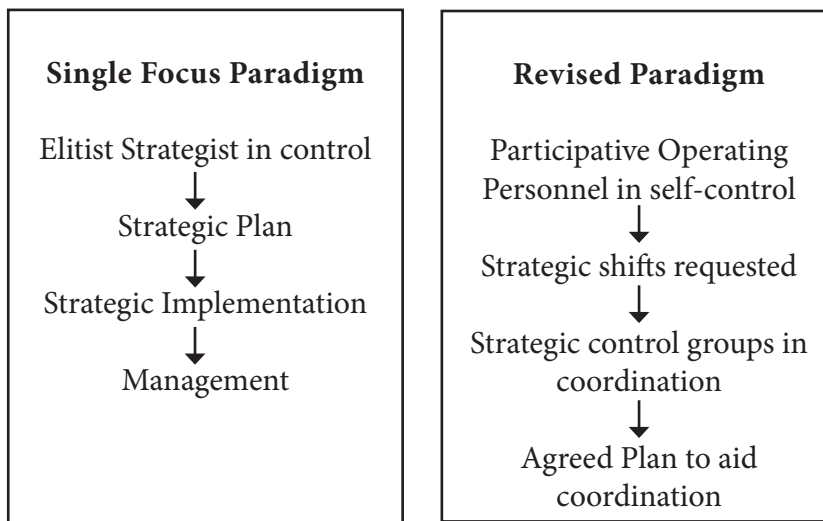 Single Focus Paradigm
Elitist Strategist in control
Strategic Plan
Strategic Implementation
Management
Revised Paradigm
Participative Operating
Personnel in self-control
Strategic shifts requested
Strategic control groups in
coordination
Agreed Plan to aid
coordination